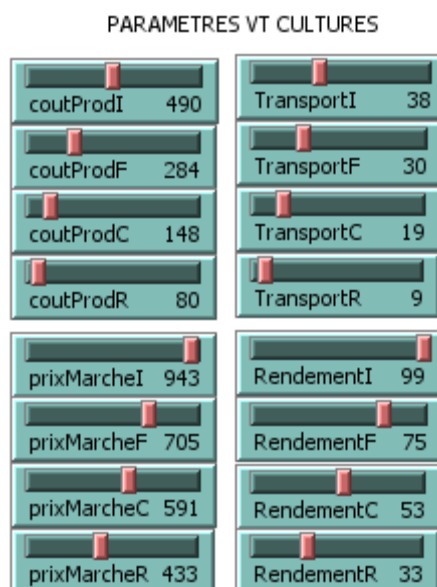 PARAMETRES VT CULTURES
coutProdI 490
TransportI 38
coutProdF 284
TransportF 30
coutProdC 148
TransportC 19
coutProdR 80
TransportR 9
prixMarcheI 943
RendementI 99
prixMarcheF 705
RendementF 75
prixMarcheC 591
RendementC 53
prixMarcheR 433
RendementR 33